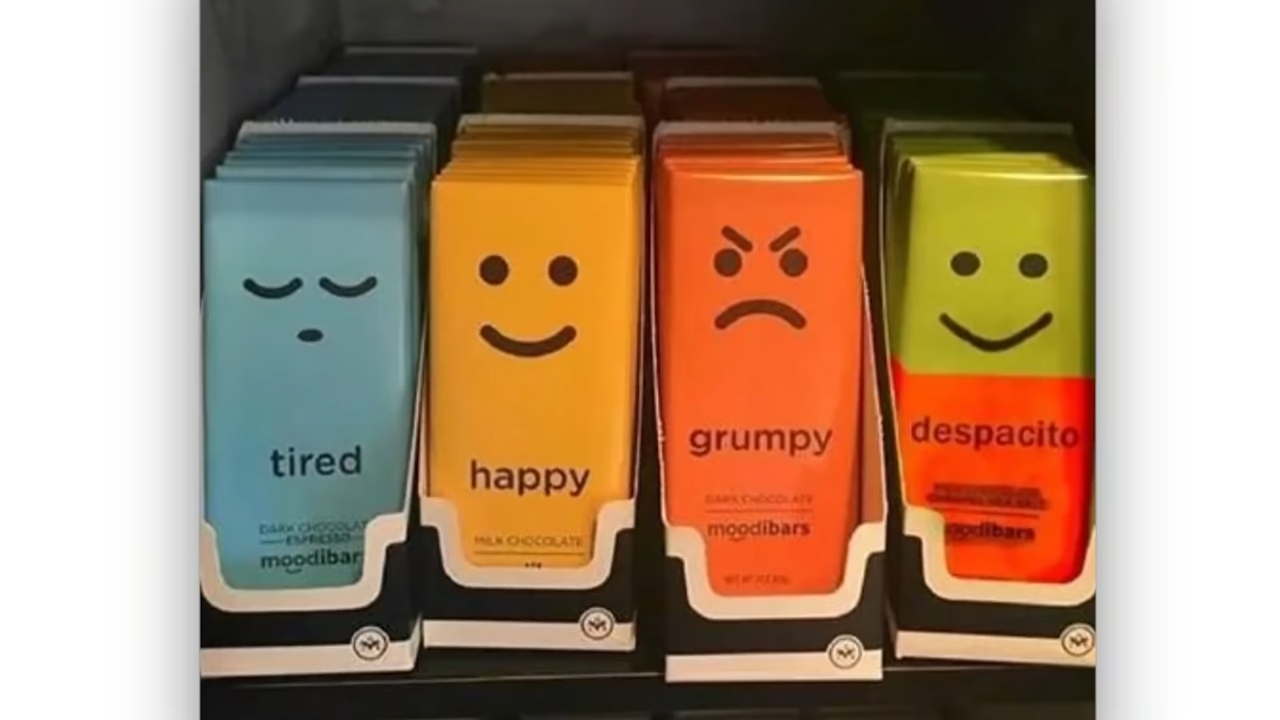 tired
DARK CHOCOLATE
ESPRESSO
moodibars
happy
MILK CHOCOLATE
grumpy
DARK CHOCOLATE
moodibars
despacito
moodibars